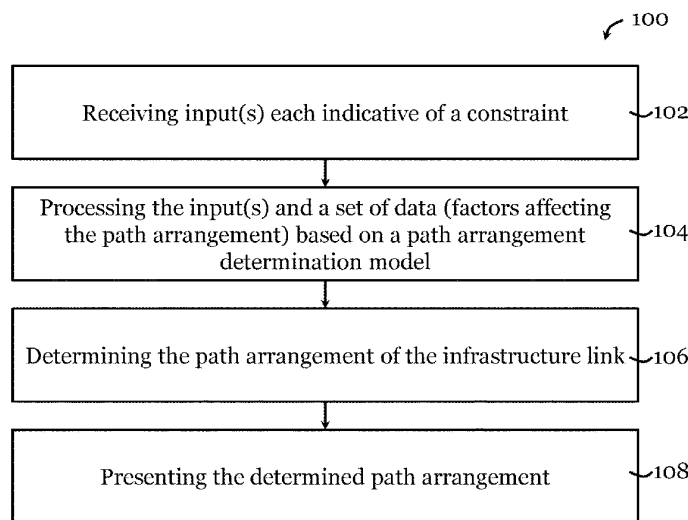 100
Receiving input(s) each indicative of a constraint
102
Processing the input(s) and a set of data (factors affecting
the path arrangement) based on a path arrangement
determination model
104
Determining the path arrangement of the infrastructure link
106
Presenting the determined path arrangement
108